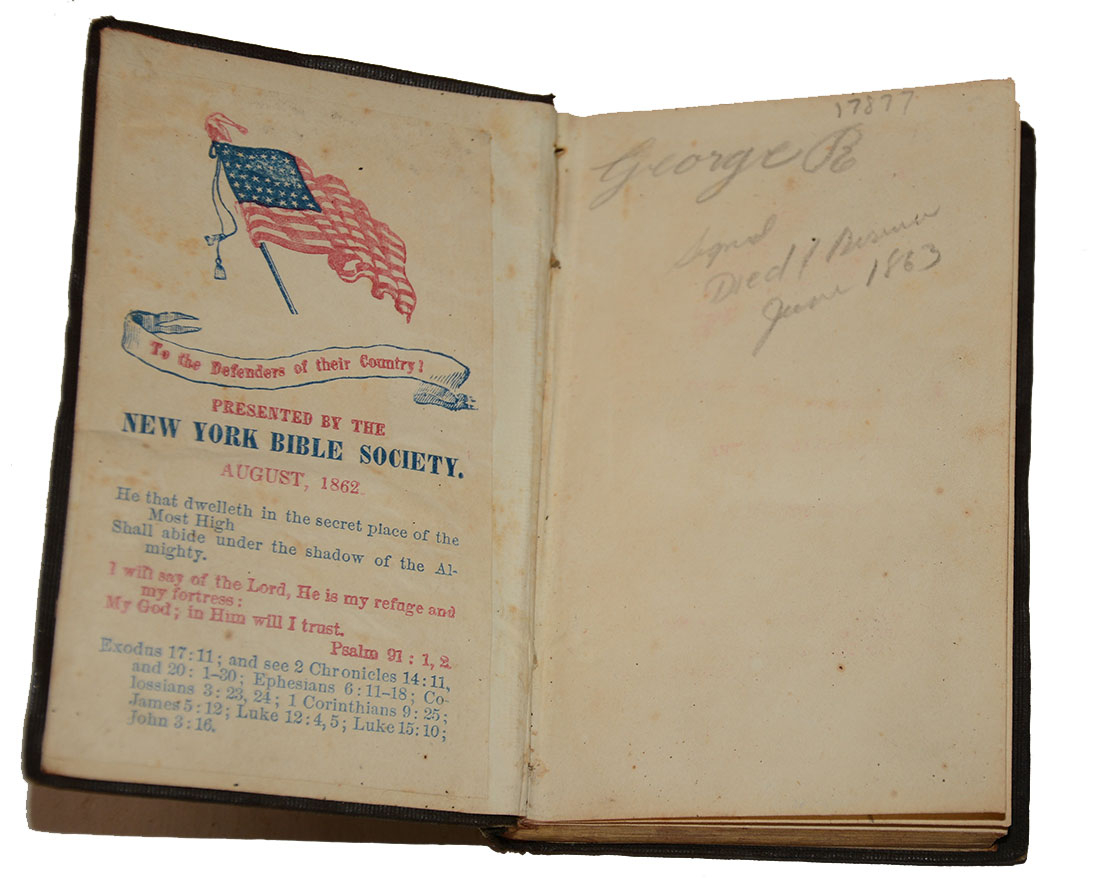 To the Defenders of their Country!
PRESENTED BY THE
NEW YORK BIBLE SOCIETY.
AUGUST, 1862.
He that dwelleth in the secret place of the
Most High
Shall abide under the shadow of the Al-
mighty.
I will say of the Lord, He is my refuge and
my fortress:
My God; in Him will I trust.
Psalm 91: 1, 2.
Exodus 17:11; and see 2 Chronicles 14:11,
and 20: 1-30; Ephesians 6:11-18; Co-
lossians 3: 23, 24; 1 Corinthians 9: 25;
James 5:12; Luke 12:4, 5; Luke 15:10;
John 3:16.
17877
George
Died
June 1863